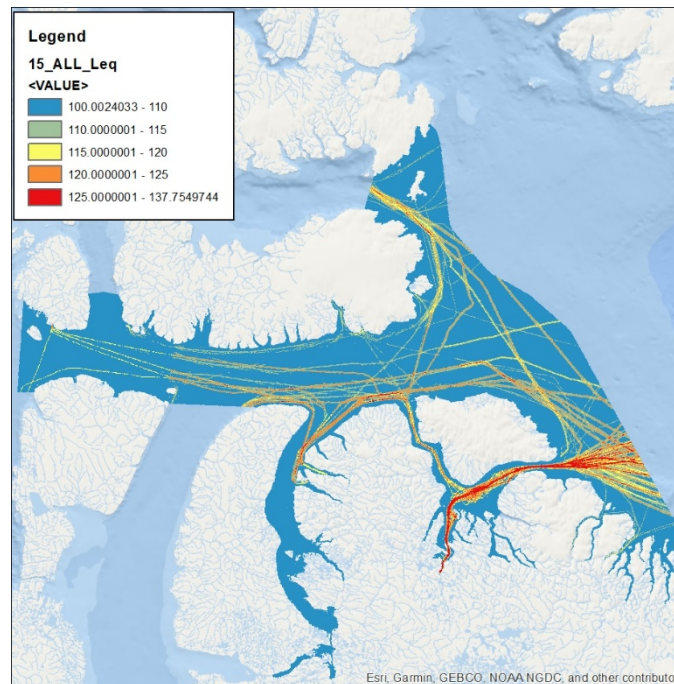 Legend
15_ALL_Leq
<VALUE>
100.0024033 - 110
110.0000001 - 115
115.0000001 - 120
120.0000001 - 125
125.0000001 - 137.7549744
Esri, Garmin, GEBCO, NOAA NGDC, and other contributo